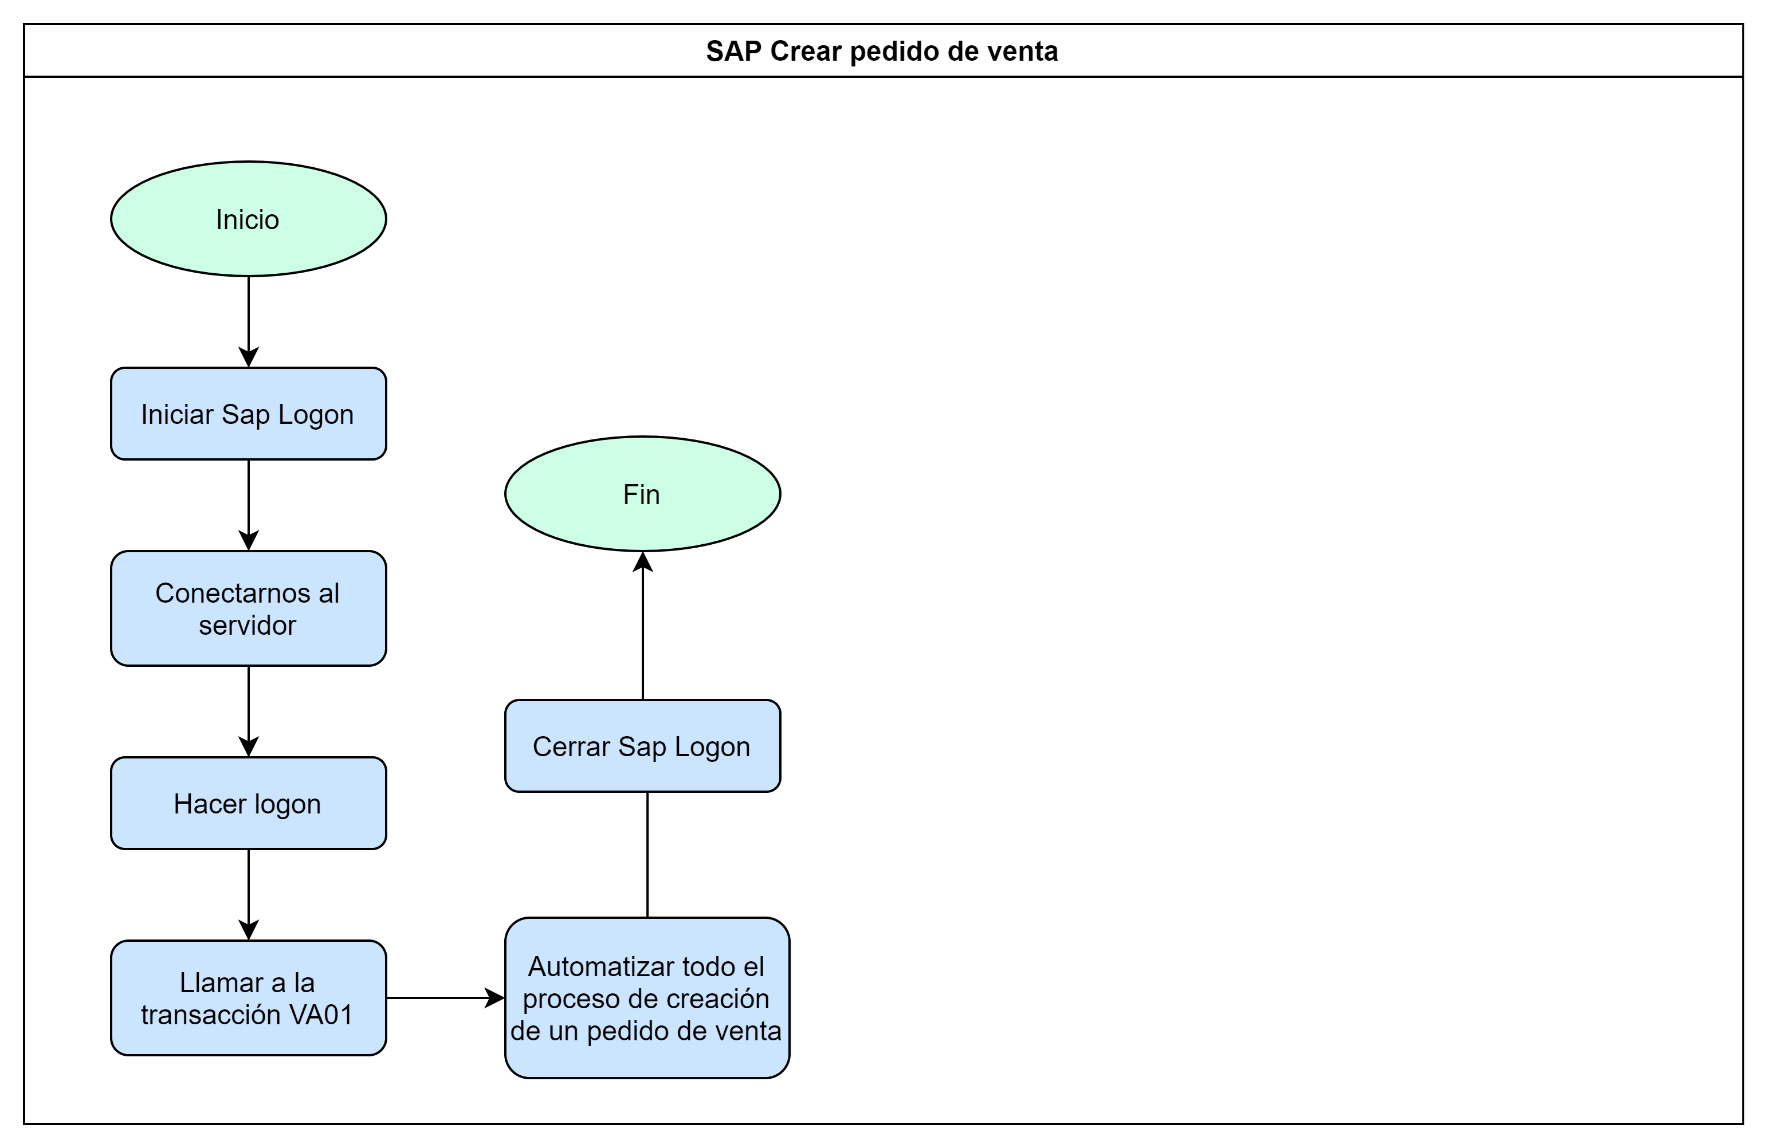 SAP Crear pedido de venta
Inicio
Iniciar Sap Logon
Conectarnos al
servidor
Hacer logon
Llamar a la
transacción VA01
Automatizar todo el
proceso de creación
de un pedido de venta
Cerrar Sap Logon
Fin